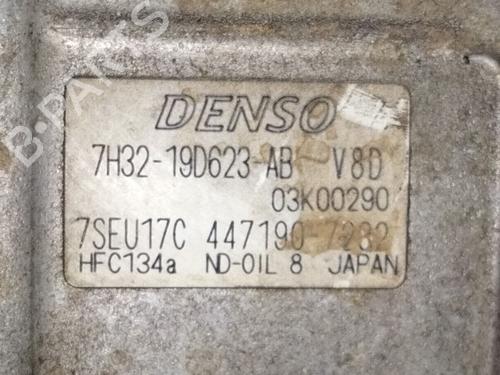 B-PARTS
DENSO
7H32-19D623-AB V8D
03K00290
7SEU17C 447190-7282
HFC134a ND-OIL 8 JAPAN